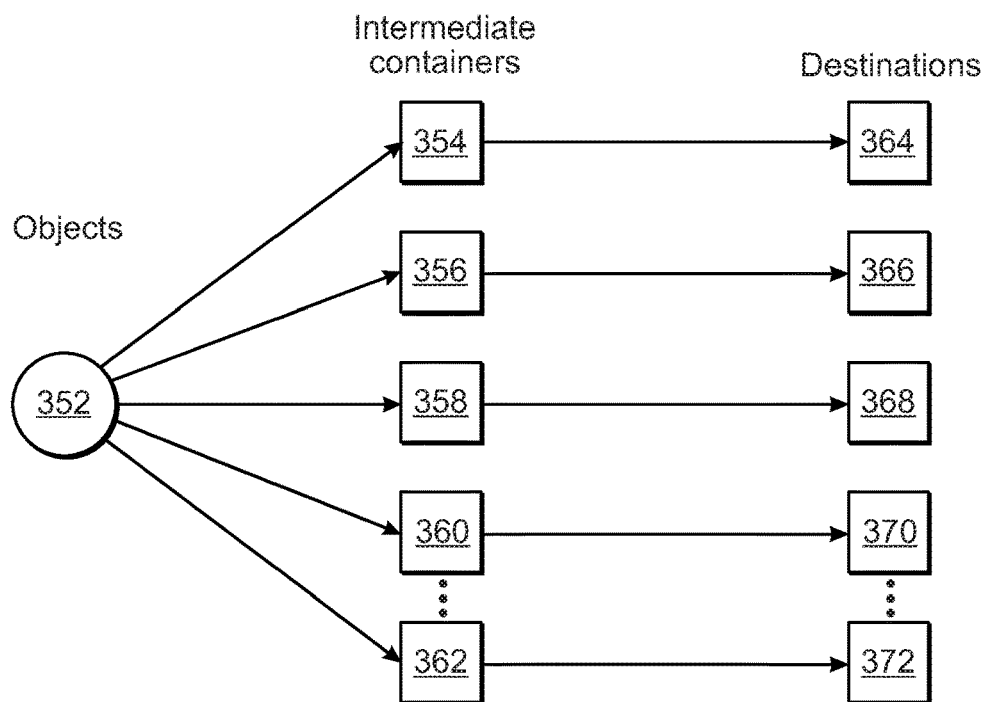 Intermediate
containers
Destinations
354
364
Objects
356
366
352
358
368
360
370
362
372